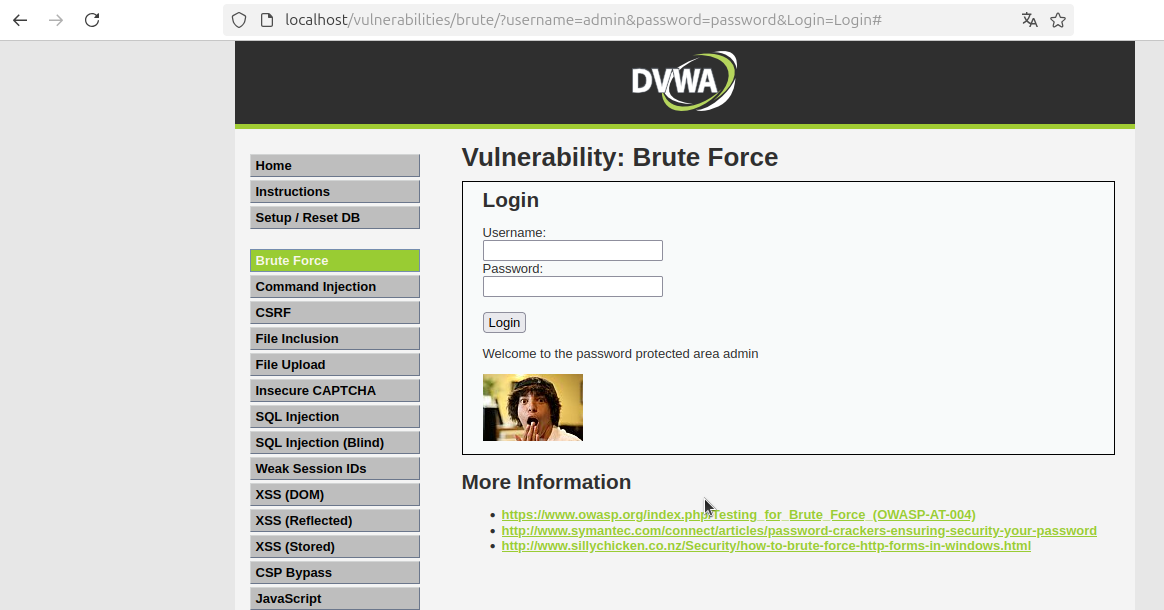 localhost/vulnerabilities/brute/?username=admin&password=password&Login=Login#
DVWA
Home
Instructions
Setup / Reset DB
Brute Force
Command Injection
CSRF
File Inclusion
File Upload
Insecure CAPTCHA
SQL Injection
SQL Injection (Blind)
Weak Session IDs
XSS (DOM)
XSS (Reflected)
XSS (Stored)
CSP Bypass
JavaScript
Vulnerability: Brute Force
Login
Username:
Password:
Login
Welcome to the password protected area admin
More Information
https://www.owasp.org/index.php/Testing_for_Brute_Force_(OWASP-AT-004)
http://www.symantec.com/connect/articles/password-crackers-ensuring-security-your-password
http://www.sillychicken.co.nz/Security/how-to-brute-force-http-forms-in-windows.html